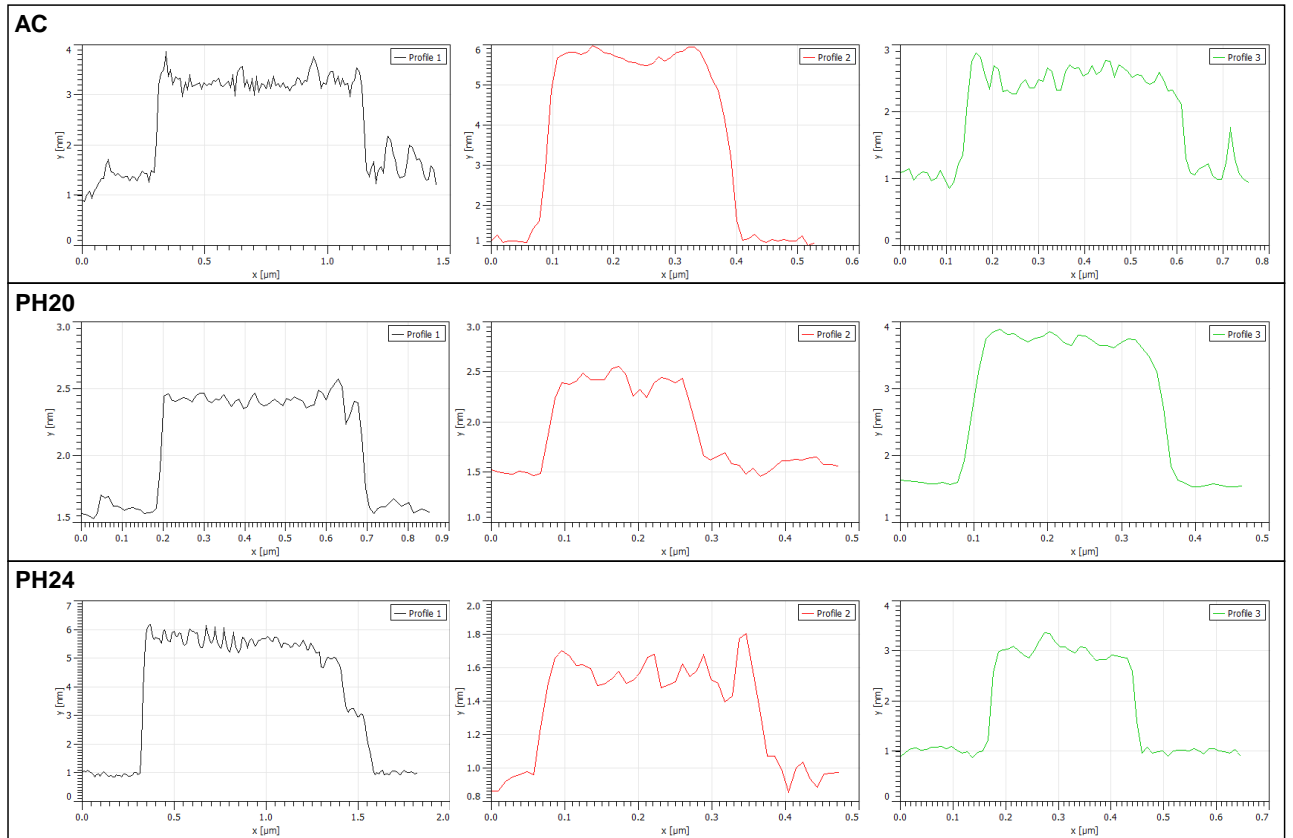 AC
4
3
2
1
0
y [nm]
Profile 1
0.0 0.5 1.0 1.5
x [µm]
6
5
4
3
2
1
y [nm]
Profile 2
0.0 0.1 0.2 0.3 0.4 0.5 0.6
x [µm]
3
2
1
0
y [nm]
Profile 3
0.0 0.1 0.2 0.3 0.4 0.5 0.6 0.7 0.8
x [µm]
PH20
3.0
2.5
2.0
1.5
y [nm]
Profile 1
0.0 0.1 0.2 0.3 0.4 0.5 0.6 0.7 0.8 0.9
x [µm]
3.0
2.5
2.0
1.5
1.0
y [nm]
Profile 2
0.0 0.1 0.2 0.3 0.4 0.5
x [µm]
4
3
2
1
y [nm]
Profile 3
0.0 0.1 0.2 0.3 0.4 0.5
x [µm]
PH24
7
6
5
4
3
2
1
0
y [nm]
Profile 1
0.0 0.5 1.0 1.5 2.0
x [µm]
2.0
1.8
1.6
1.4
1.2
1.0
0.8
y [nm]
Profile 2
0.0 0.1 0.2 0.3 0.4 0.5
x [µm]
4
3
2
1
0
y [nm]
Profile 3
0.0 0.1 0.2 0.3 0.4 0.5 0.6 0.7
x [µm]